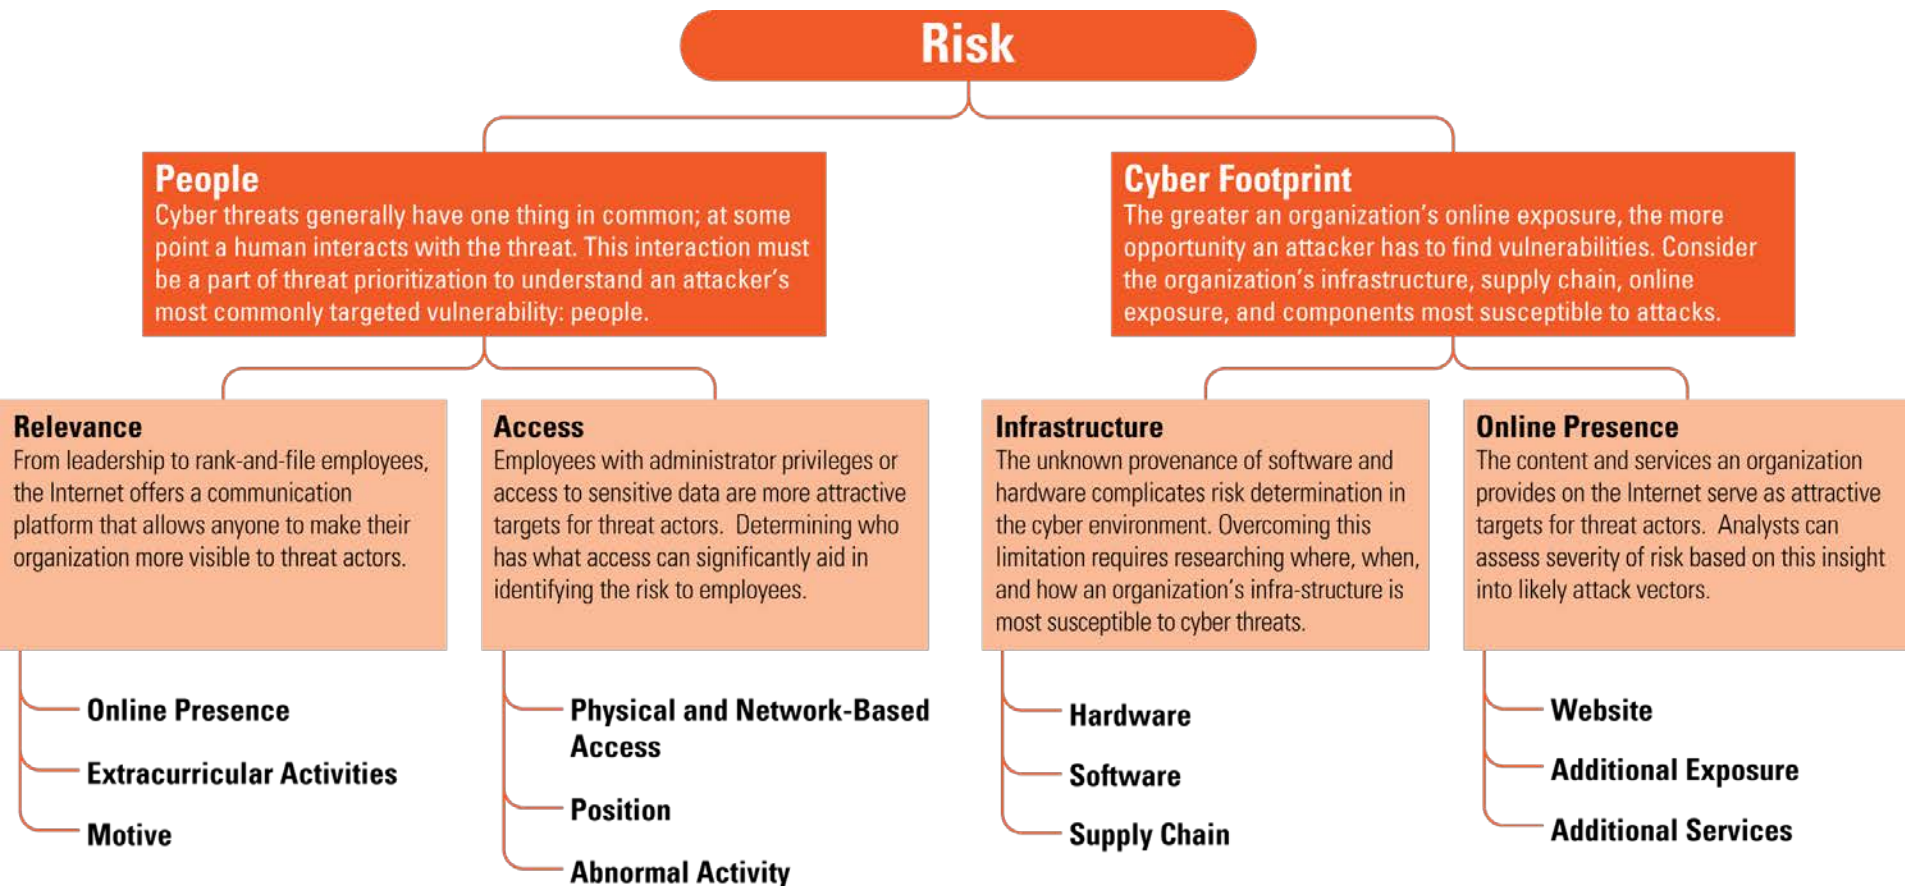 Risk
People
Cyber threats generally have one thing in common; at some
point a human interacts with the threat. This interaction must
be a part of threat prioritization to understand an attacker's
most commonly targeted vulnerability: people.
Cyber Footprint
The greater an organization's online exposure, the more
opportunity an attacker has to find vulnerabilities. Consider
the organization's infrastructure, supply chain, online
exposure, and components most susceptible to attacks.
Relevance
From leadership to rank-and-file employees,
the Internet offers a communication
platform that allows anyone to make their
organization more visible to threat actors.
Online Presence
Extracurricular Activities
Motive
Access
Employees with administrator privileges or
access to sensitive data are more attractive
targets for threat actors. Determining who
has what access can significantly aid in
identifying the risk to employees.
Physical and Network-Based
Access
Position
Abnormal Activity
Infrastructure
The unknown provenance of software and
hardware complicates risk determination in
the cyber environment. Overcoming this
limitation requires researching where, when,
and how an organization's infra-structure is
most susceptible to cyber threats.
Hardware
Software
Supply Chain
Online Presence
The content and services an organization
provides on the Internet serve as attractive
targets for threat actors. Analysts can
assess severity of risk based on this insight
into likely attack vectors.
Website
Additional Exposure
Additional Services